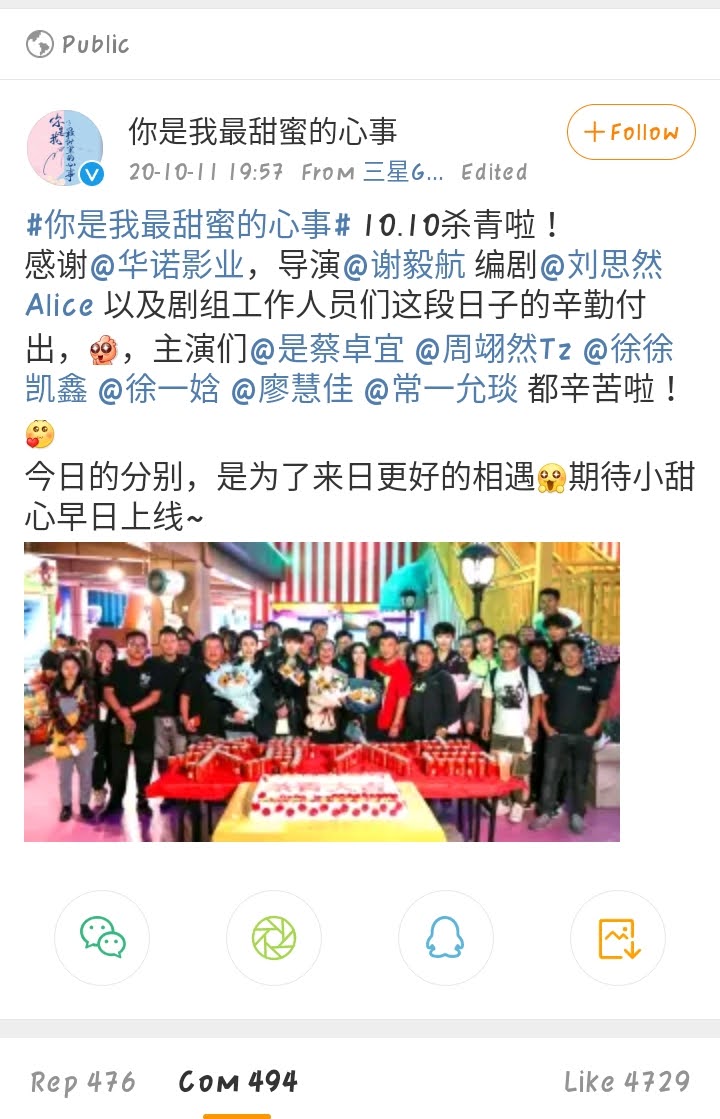 Public
你是我最甜蜜的心事
+Follow
20-10-11 19:57 From 三星G... Edited
#你是我最甜蜜的心事# 10.10杀青啦！
感谢@华诺影业，导演@谢毅航 编剧@刘思然
Alice 以及剧组工作人员们这段日子的辛勤付
出，，主演们@是蔡卓宜 @周翊然Tz @徐徐
凯鑫 @徐一娢 @廖慧佳 @常一允琰 都辛苦啦！
今日的分别，是为了来日更好的相遇期待小甜
心早日上线~
Rep 476 Com 494 Like 4729